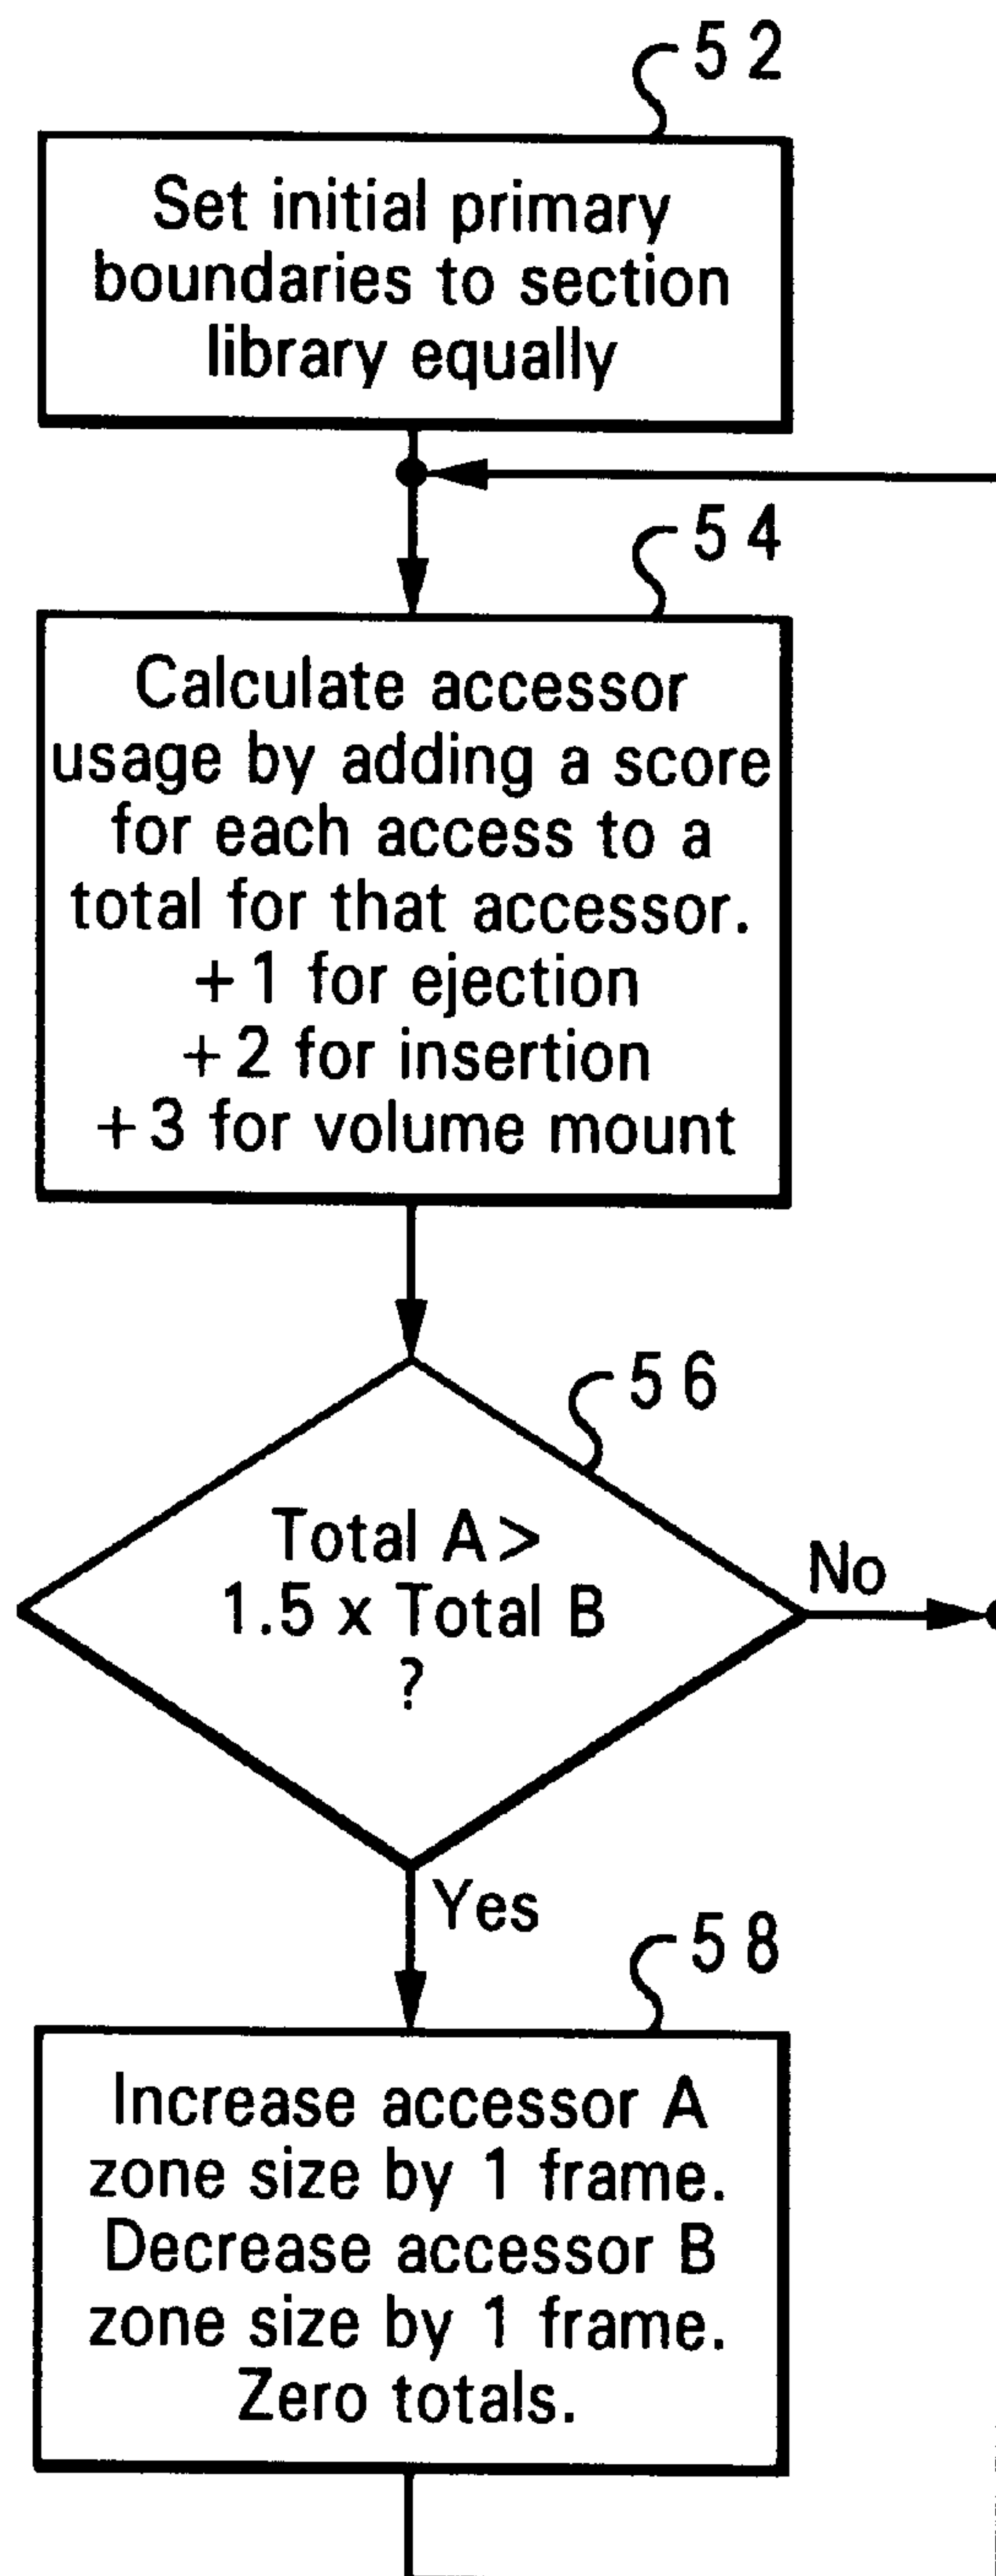 52
Set initial primary
boundaries to section
library equally
54
Calculate accessor
usage by adding a score
for each access to a
total for that accessor.
+1 for ejection
+2 for insertion
+3 for volume mount
56
Total A>
1.5 x Total B
?
No
Yes
58
Increase accessor A
zone size by 1 frame.
Decrease accessor B
zone size by 1 frame.
Zero totals.